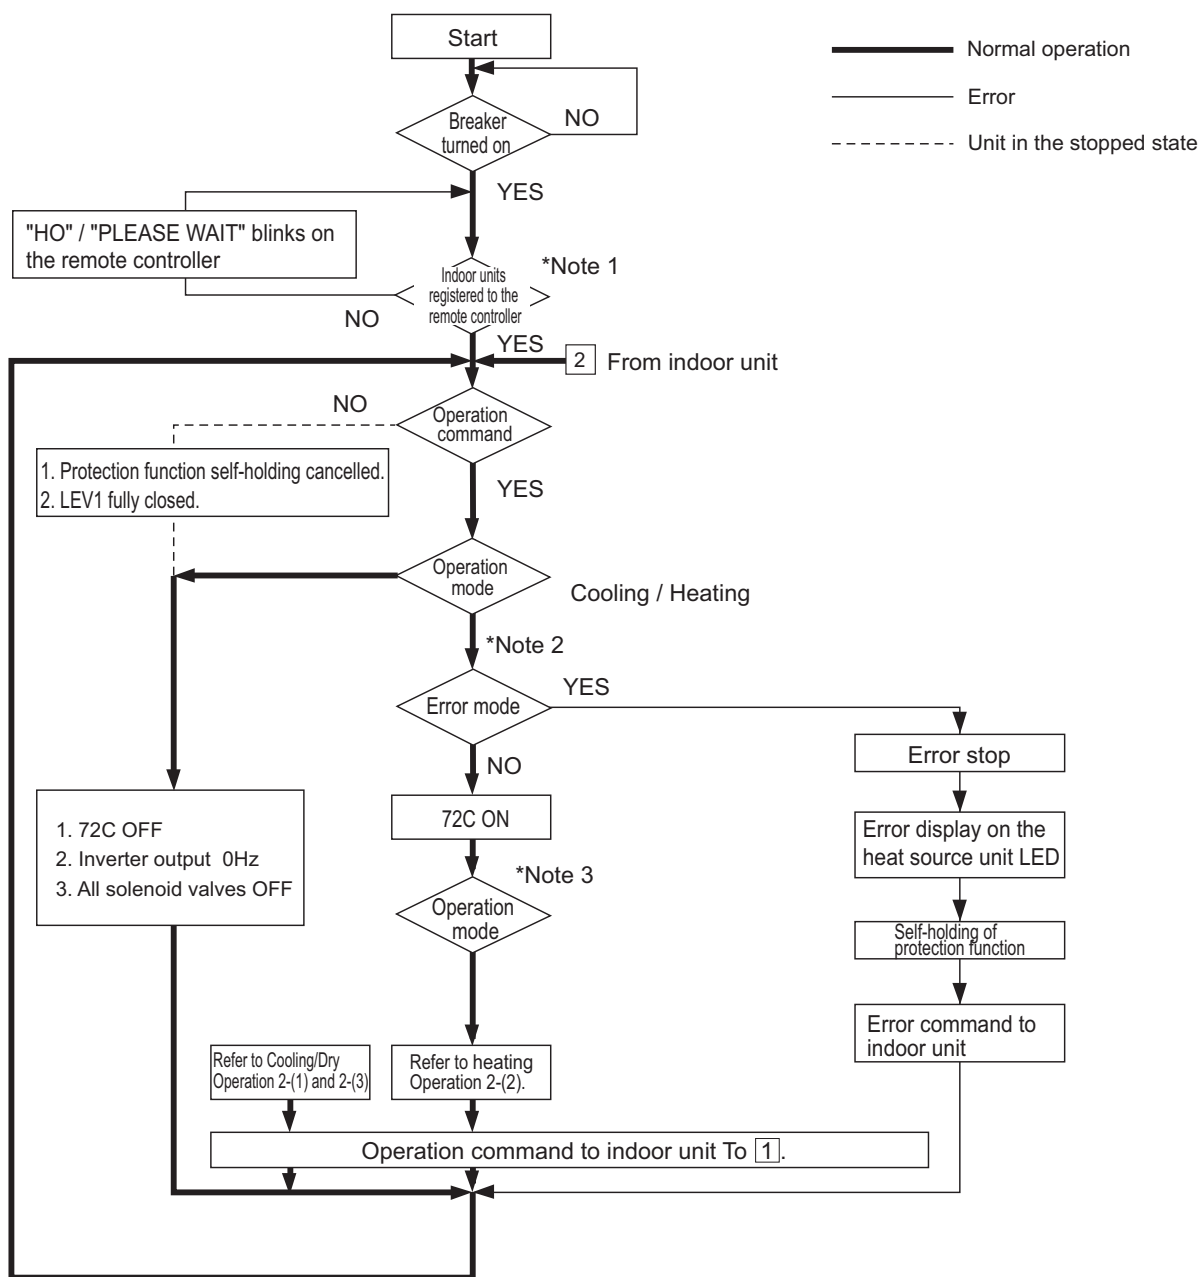 Start
Normal operation
Error
Unit in the stopped state
Breaker
turned on
NO
YES
"HO" / "PLEASE WAIT" blinks on
the remote controller
*Note 1
Indoor units
registered to the
remote controller
NO
YES
2 From indoor unit
NO
Operation
command
1. Protection function self-holding cancelled.
2. LEV1 fully closed.
YES
Operation
mode
Cooling / Heating
*Note 2
YES
Error mode
Error stop
NO
72C ON
1. 72C OFF
2. Inverter output 0Hz
3. All solenoid valves OFF
Error display on the
heat source unit LED
*Note 3
Operation
mode
Self-holding of
protection function
Error command to
indoor unit
Refer to Cooling/Dry
Operation 2-(1) and 2-(3)
Refer to heating
Operation 2-(2).
Operation command to indoor unit To 1.